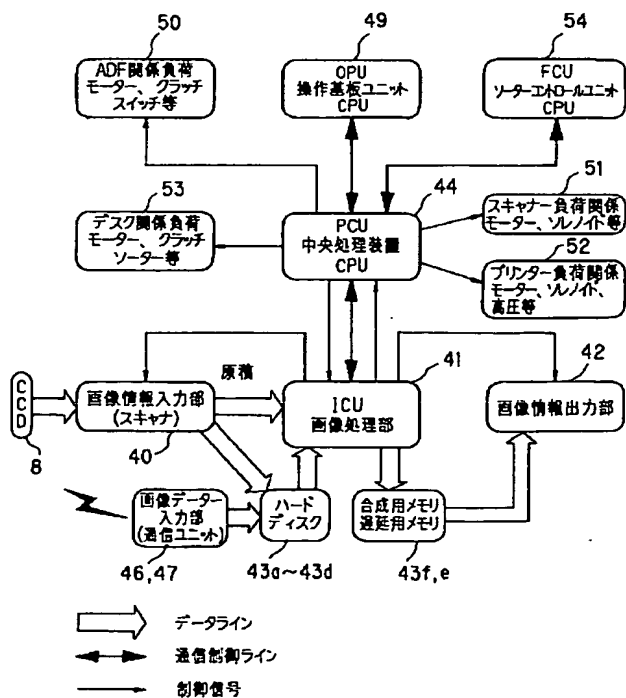 50
49
54
ADF関係負荷
モーター、クラッチ
スイッチ等
OPU
操作基板ユニット
CPU
FCU
ソーターコントロールユニット
CPU
53
44
51
デスク関係負荷
モーター、クラッチ
ソーター等
PCU
中央処理装置
CPU
スキャナー負荷関係
モーター、ソレノイド等
52
プリンター負荷関係
モーター、ソレノイド、
高圧等
原稿
41
42
CCD
8
画像情報入力部
(スキャナ)
40
ICU
画像処理部
画像情報出力部
画像データー
入力部
(通信ユニット)
46,47
ハード
ディスク
43a~43d
合成用メモリ
遅延用メモリ
43f,e
データライン
通信制御ライン
制御信号